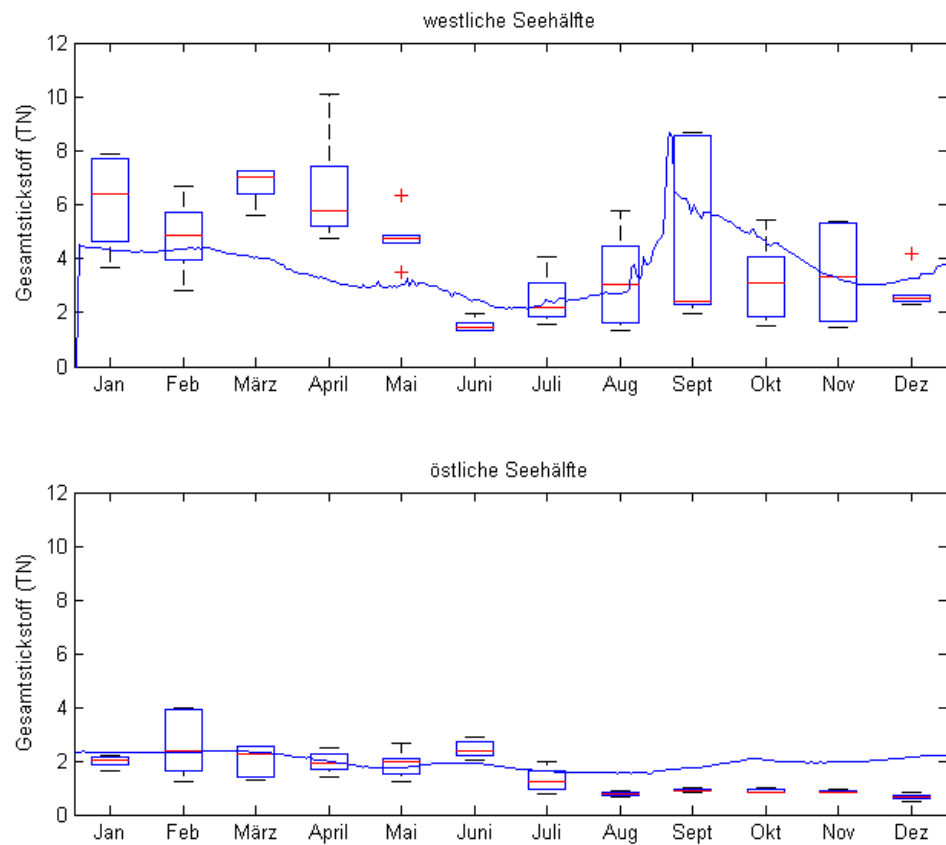 westliche Seehälfte
Gesamtstickstoff (TN)
12
10
8
6
4
2
0
Jan Feb März April Mai Juni Juli Aug Sept Okt Nov Dez
östliche Seehälfte
Gesamtstickstoff (TN)
12
10
8
6
4
2
0
Jan Feb März April Mai Juni Juli Aug Sept Okt Nov Dez